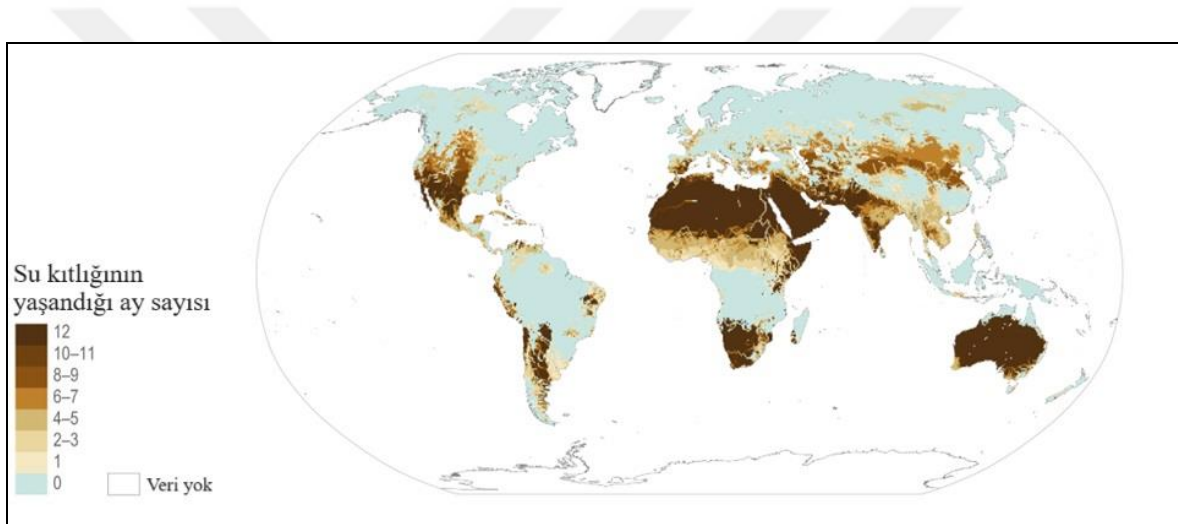 Su kıtlığının
yaşandığı ay sayısı
12
10–11
8–9
6–7
4–5
2–3
1
0
Veri yok